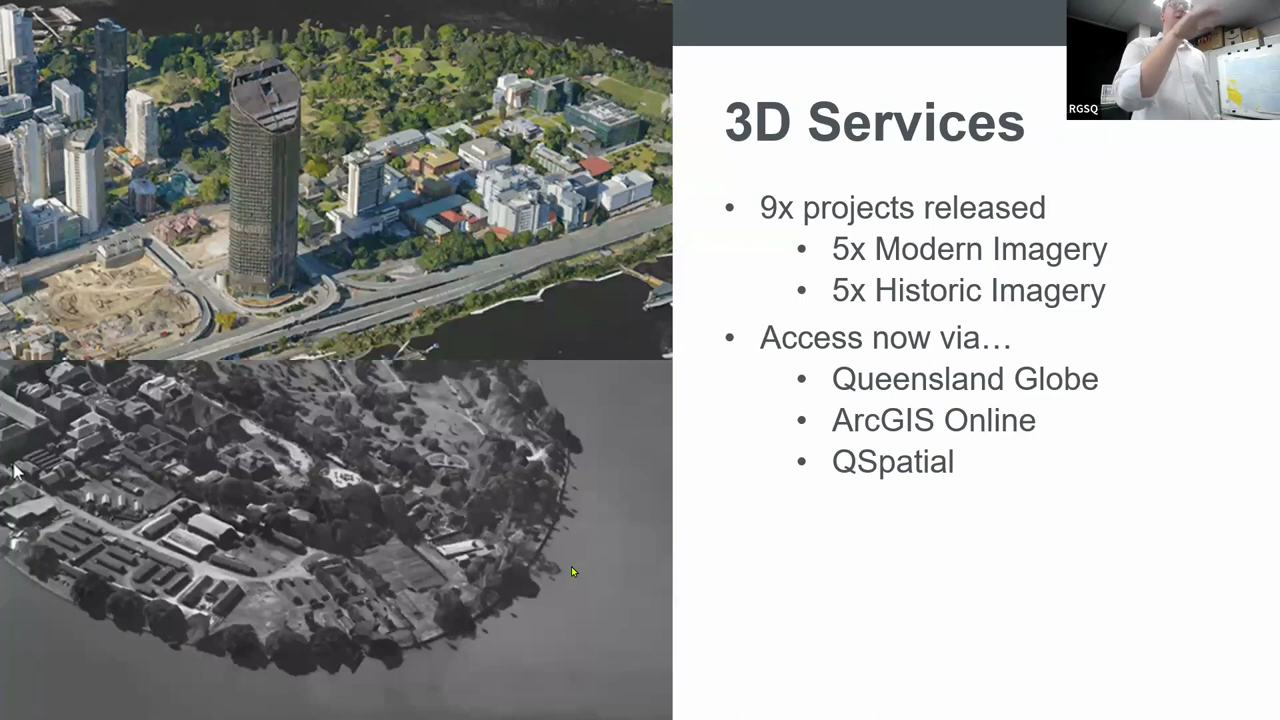 RGSQ
3D Services
• 9x projects released
• 5x Modern Imagery
• 5x Historic Imagery
• Access now via…
• Queensland Globe
• ArcGIS Online
• QSpatial